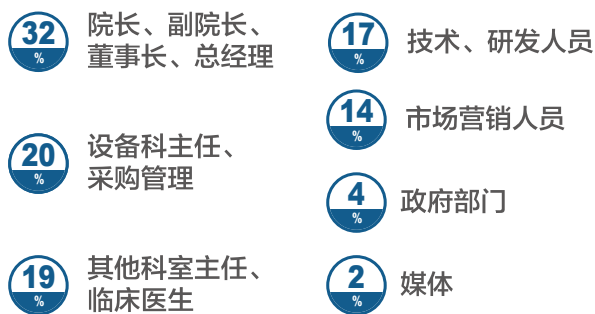 32
%
院长、副院长、
董事长、总经理
20
%
设备科主任、
采购管理
19
%
其他科室主任、
临床医生
17
%
技术、研发人员
14
%
市场营销人员
4
%
政府部门
2
%
媒体